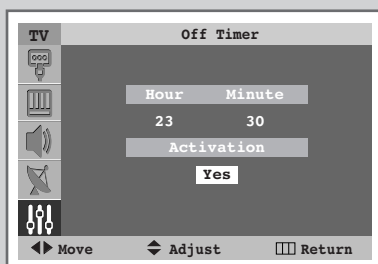 TV Off Timer
Hour Minute
23 30
Activation
Yes
Move Adjust Return